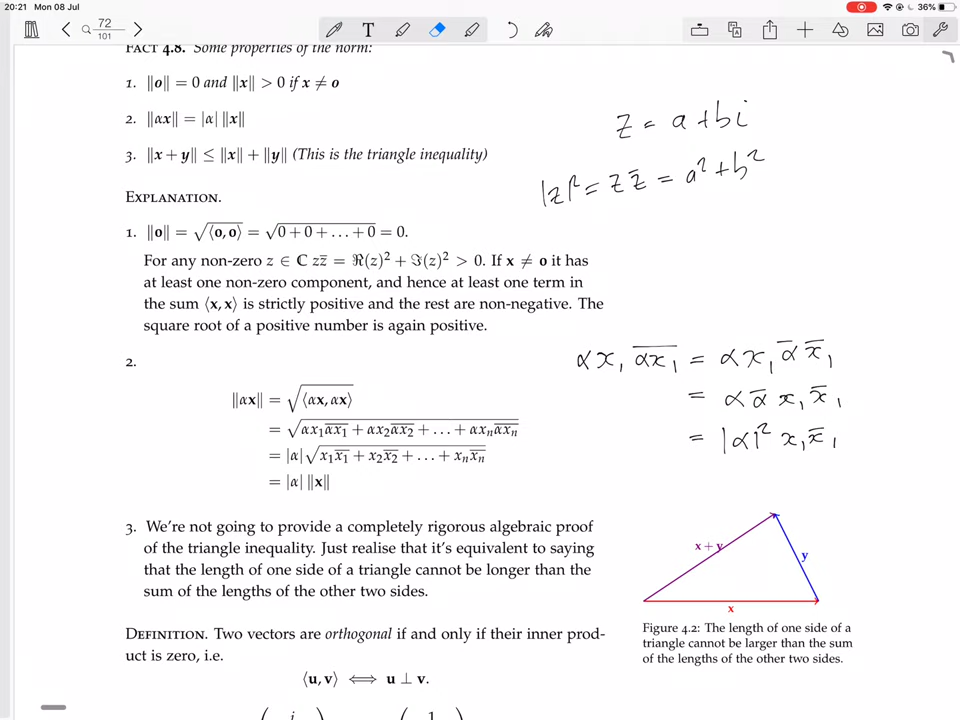 20:21 Mon 08 Jul
36%
72
101
T
FACT 4.8. Some properties of the norm:
1. ‖o‖ = 0 and ‖x‖ > 0 if x ≠ o
2. ‖αx‖ = |α| ‖x‖
3. ‖x + y‖ ≤ ‖x‖ + ‖y‖ (This is the triangle inequality)
z = a + bi
|z|² = z z̅ = a² + b²
EXPLANATION.
1. ‖o‖ = √⟨o, o⟩ = √(0 + 0 + … + 0) = 0.
For any non-zero z ∈ ℂ zz̅ = ℜ(z)² + ℑ(z)² > 0. If x ≠ o it has
at least one non-zero component, and hence at least one term in
the sum ⟨x, x⟩ is strictly positive and the rest are non-negative. The
square root of a positive number is again positive.
αx₁ \overline{αx₁} = αx₁ α̅ x̅₁
= α α̅ x₁ x̅₁
= |α|² x₁ x̅₁
2.
‖αx‖ = √⟨αx, αx⟩
= √(αx₁\overline{αx₁} + αx₂\overline{αx₂} + … + αxₙ\overline{αxₙ})
= |α|√(x₁\overline{x₁} + x₂\overline{x₂} + … + xₙ\overline{xₙ})
= |α| ‖x‖
3. We're not going to provide a completely rigorous algebraic proof
of the triangle inequality. Just realise that it's equivalent to saying
that the length of one side of a triangle cannot be longer than the
sum of the lengths of the other two sides.
x + y
y
x
Figure 4.2: The length of one side of a
triangle cannot be larger than the sum
of the lengths of the other two sides.
DEFINITION. Two vectors are orthogonal if and only if their inner prod-
uct is zero, i.e.
⟨u, v⟩ ⟺ u ⊥ v.